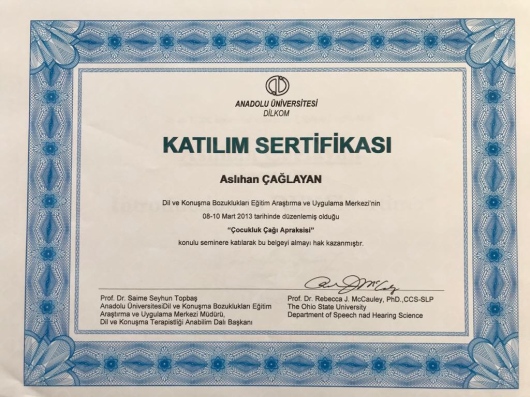 ANADOLU ÜNİVERSİTESİ
DİLKOM
KATILIM SERTİFİKASI
Aslıhan ÇAĞLAYAN
Dil ve Konuşma Bozuklukları Eğitim Araştırma ve Uygulama Merkezi'nin
08-10 Mart 2013 tarihinde düzenlemiş olduğu
"Çocukluk Çağı Apraksisi"
konulu seminere katılarak bu belgeyi almayı hak kazanmıştır.
Prof. Dr. Saime Seyhun Topbaş
Anadolu ÜniversitesiDil ve Konuşma Bozuklukları Eğitim
Araştırma ve Uygulama Merkezi Müdürü,
Dil ve Konuşma Terapistliği Anabilim Dalı Başkanı
Prof. Dr. Rebecca J. McCauley, PhD.,CCS-SLP
The Ohio State University
Department of Speech nad Hearing Science